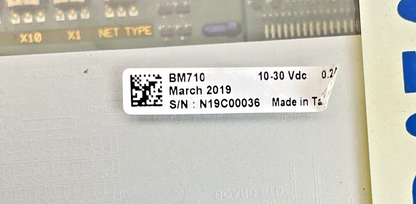 X10 X1 NET TYPE
BM710 10-30 Vdc
March 2019
S/N : N19C00036 Made in